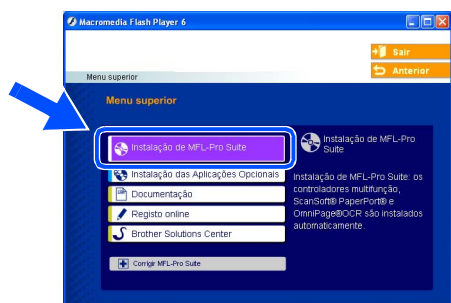 Macromedia Flash Player 6
Sair
Anterior
Menu superior
Menu superior
Instalação de MFL-Pro Suite
Instalação das Aplicações Opcionais
Documentação
Registo online
Brother Solutions Center
Corrigir MFL-Pro Suite
Instalação de MFL-Pro
Suite
Instalação de MFL-Pro Suite: os
controladores multifunção,
ScanSoft® PaperPort® e
OmniPage®OCR são instalados
automaticamente.